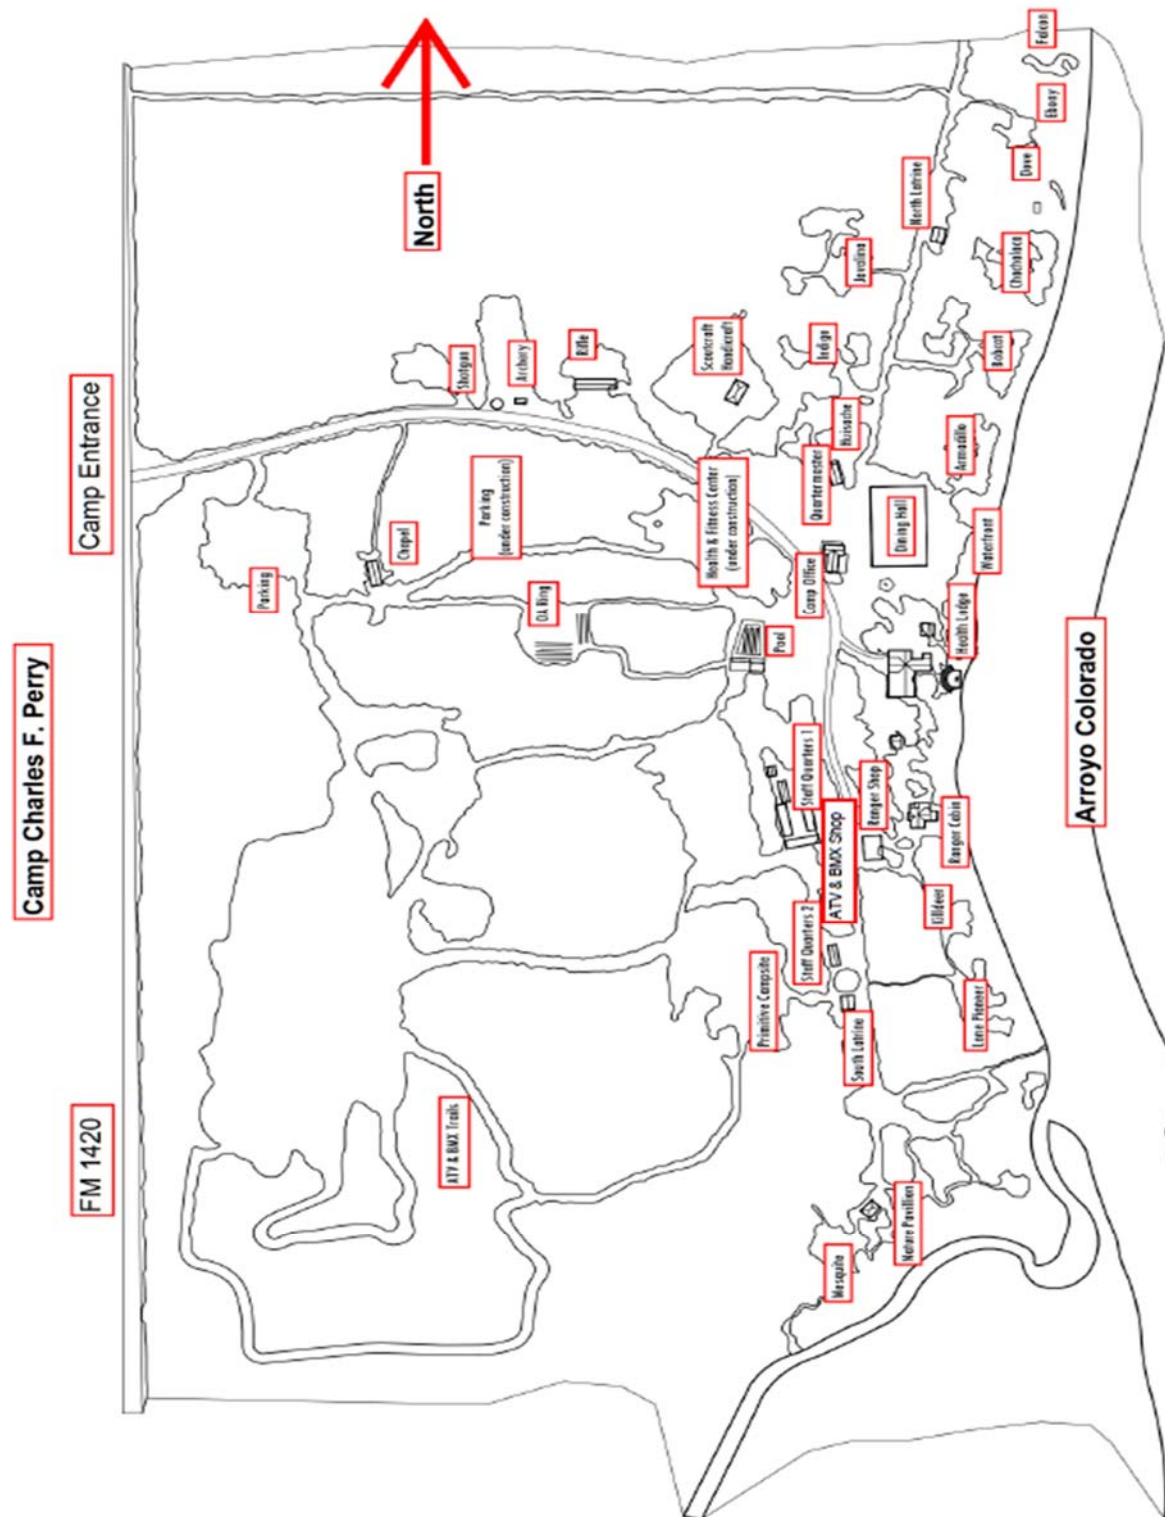 Camp Charles F. Perry
FM 1420
Camp Entrance
North
Parking
Chapel
Shotgun
Archery
Rifle
Parking
(under construction)
OA Ring
ATV & BMX Trails
Scoutcraft
Handicraft
Health & Fitness Center
(under construction)
Pool
Camp Office
Quartermaster
Huisache
Indigo
Javalina
North Latrine
Primitive Campsite
Staff Quarters 2
Staff Quarters 1
ATV & BMX Shop
Ranger Shop
South Latrine
Mesquite
Nature Pavillion
Lone Pioneer
Killdeer
Ranger Cabin
Health Lodge
Dining Hall
Waterfront
Armadillo
Bobcat
Chachalaca
Dove
Ebony
Falcon
Arroyo Colorado